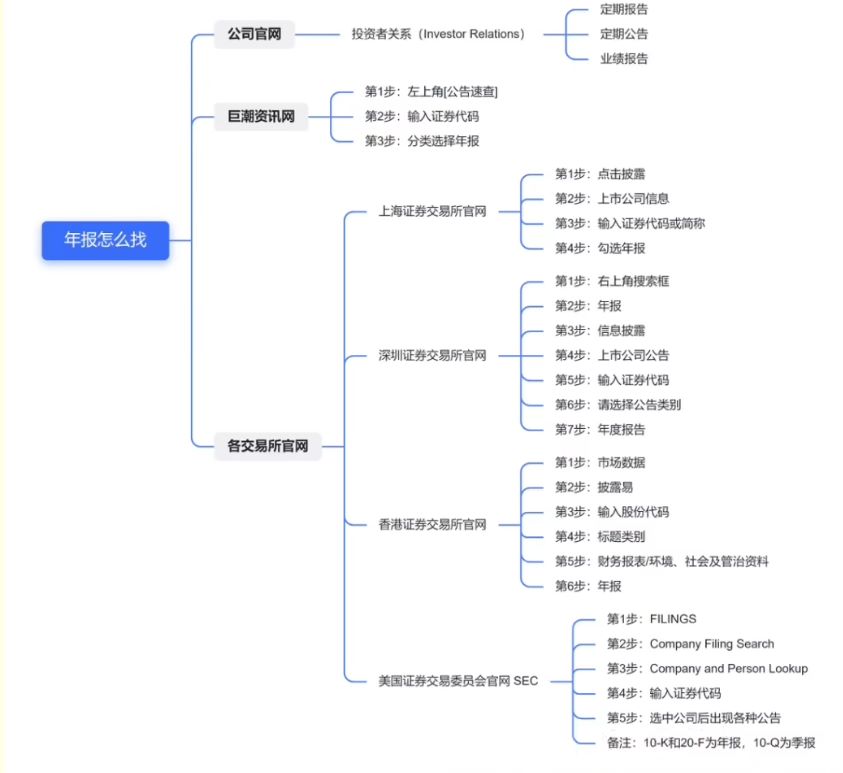 年报怎么找
公司官网
投资者关系（Investor Relations）
定期报告
定期公告
业绩报告
巨潮资讯网
第1步：左上角[公告速查]
第2步：输入证券代码
第3步：分类选择年报
各交易所官网
上海证券交易所官网
第1步：点击披露
第2步：上市公司信息
第3步：输入证券代码或简称
第4步：勾选年报
深圳证券交易所官网
第1步：右上角搜索框
第2步：年报
第3步：信息披露
第4步：上市公司公告
第5步：输入证券代码
第6步：请选择公告类别
第7步：年度报告
香港证券交易所官网
第1步：市场数据
第2步：披露易
第3步：输入股份代码
第4步：标题类别
第5步：财务报表/环境、社会及管治资料
第6步：年报
美国证券交易委员会官网 SEC
第1步：FILINGS
第2步：Company Filing Search
第3步：Company and Person Lookup
第4步：输入证券代码
第5步：选中公司后出现各种公告
备注：10-K和20-F为年报，10-Q为季报